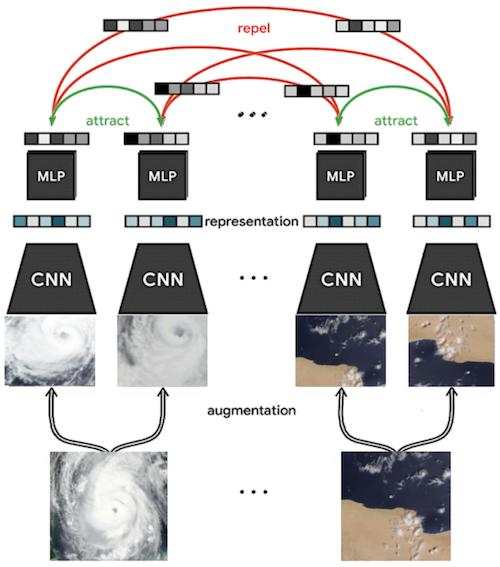 repel
attract
attract
MLP
MLP
MLP
MLP
representation
CNN
CNN
CNN
CNN
augmentation